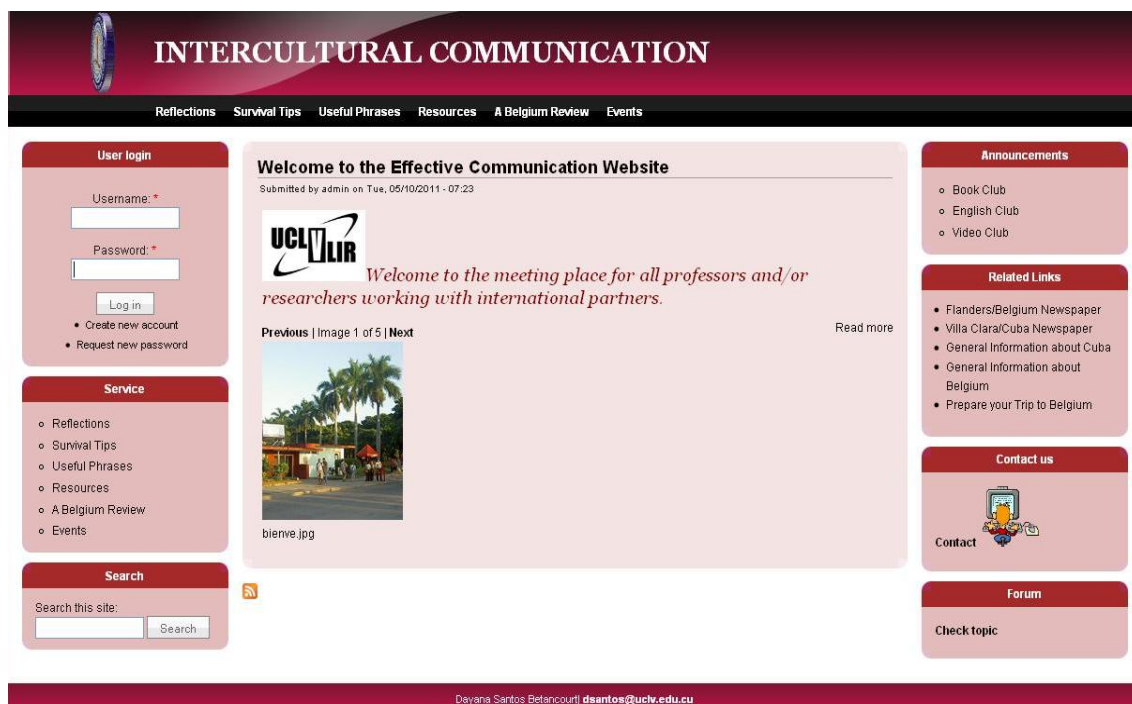 INTERCULTURAL COMMUNICATION
Reflections Survival Tips Useful Phrases Resources A Belgium Review Events
User login
Username: *
Password: *
Log in
Create new account
Request new password
Service
Reflections
Survival Tips
Useful Phrases
Resources
A Belgium Review
Events
Search
Search this site:
Search
Welcome to the Effective Communication Website
Submitted by admin on Tue, 05/10/2011 - 07:23
UCLV VLIR
Welcome to the meeting place for all professors and/or
researchers working with international partners.
Read more
Previous | Image 1 of 5 | Next
bienve.jpg
Announcements
Book Club
English Club
Video Club
Related Links
Flanders/Belgium Newspaper
Villa Clara/Cuba Newspaper
General Information about Cuba
General Information about
Belgium
Prepare your Trip to Belgium
Contact us
Contact
Forum
Check topic
Dayana Santos Betancourt| dsantos@uclv.edu.cu